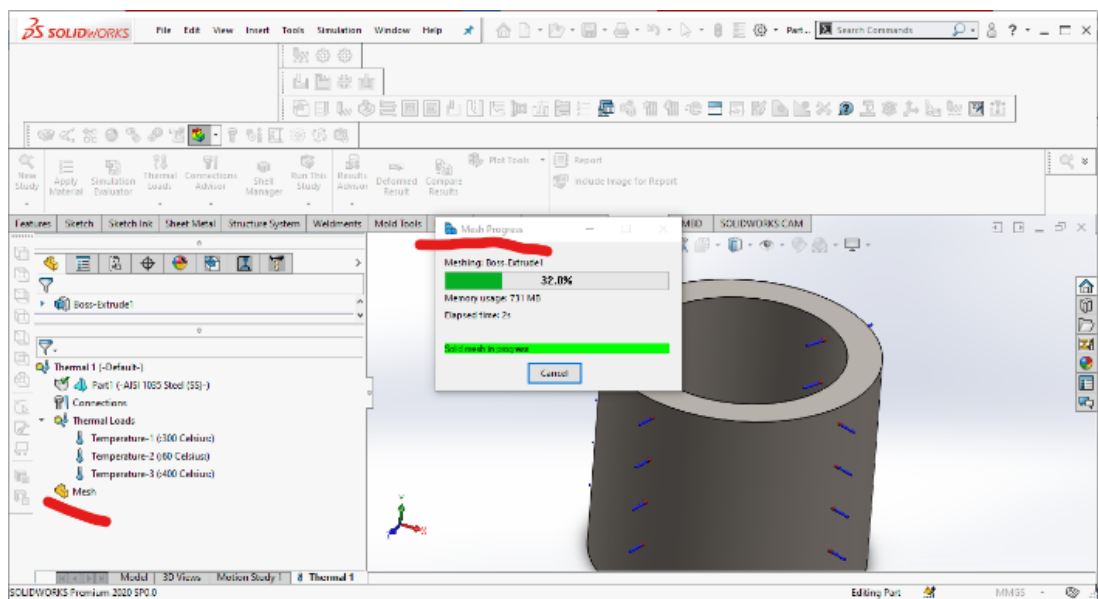 SOLIDWORKS File Edit View Insert Tools Simulation Window Help Part... Search Commands ?
New Study
Apply Material
Simulation Evaluator
Thermal Loads
Connections Advisor
Shell Manager
Run This Study
Results Advisor
Deformed Result
Compare Results
Plot Tools
Report
Include Image for Report
Features Sketch Sketch Ink Sheet Metal Structure System Weldments Mold Tools MBD SOLIDWORKS CAM
Mesh Progress
Meshing: Boss-Extrude1
32.0%
Memory usage: 731 MB
Elapsed time: 2s
Solid mesh in progress
Cancel
Boss-Extrude1
Thermal 1 (-Default-)
Part1 (-AISI 1035 Steel (SS)-)
Connections
Thermal Loads
Temperature-1 (:300 Celsius:)
Temperature-2 (:60 Celsius:)
Temperature-3 (:400 Celsius:)
Mesh
Model 3D Views Motion Study 1 Thermal 1
SOLIDWORKS Premium 2020 SP0.0 Editing Part MMGS